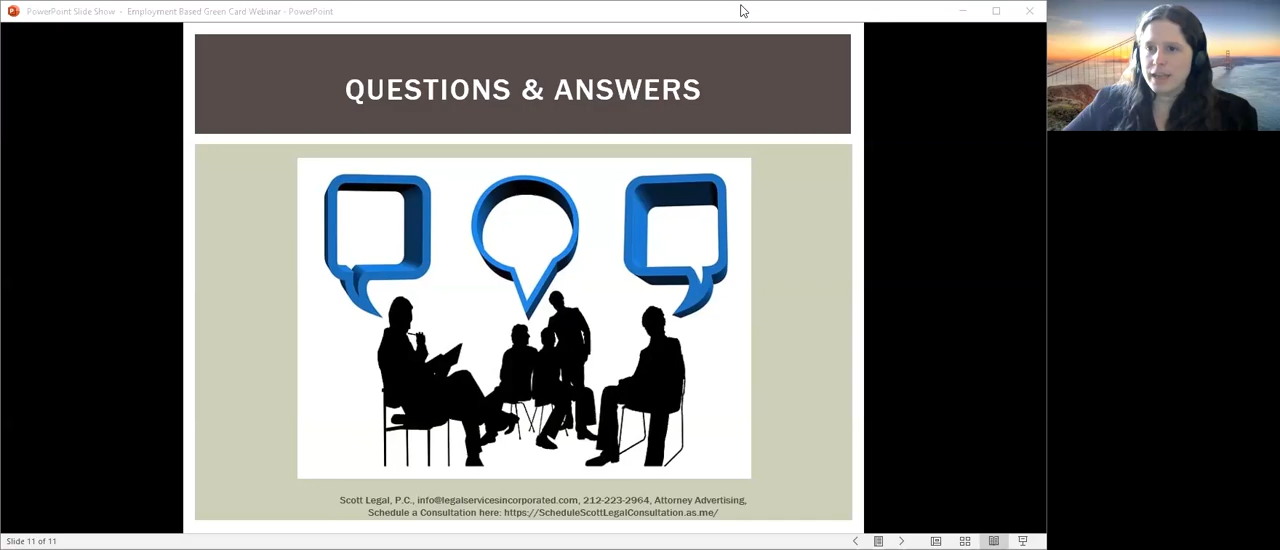 PowerPoint Slide Show - Employment Based Green Card Webinar - PowerPoint
QUESTIONS & ANSWERS
Scott Legal, P.C., info@legalservicesincorporated.com, 212-223-2964, Attorney Advertising,
Schedule a Consultation here: https://ScheduleScottLegalConsultation.as.me/
Slide 11 of 11